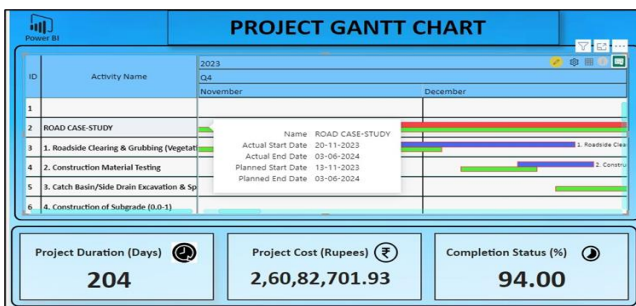 Power BI
PROJECT GANTT CHART
ID Activity Name 2023
Q4
November December
1
2 ROAD CASE-STUDY
3 1. Roadside Clearing & Grubbing (Vegetat 1. Roadside Clea
4 2. Construction Material Testing 2. Constru
5 3. Catch Basin/Side Drain Excavation & Sp
6 4. Construction of Subgrade (0.0-1)
Name ROAD CASE-STUDY
Actual Start Date 20-11-2023
Actual End Date 03-06-2024
Planned Start Date 13-11-2023
Planned End Date 03-06-2024
Project Duration (Days)
204
Project Cost (Rupees) ₹
2,60,82,701.93
Completion Status (%)
94.00